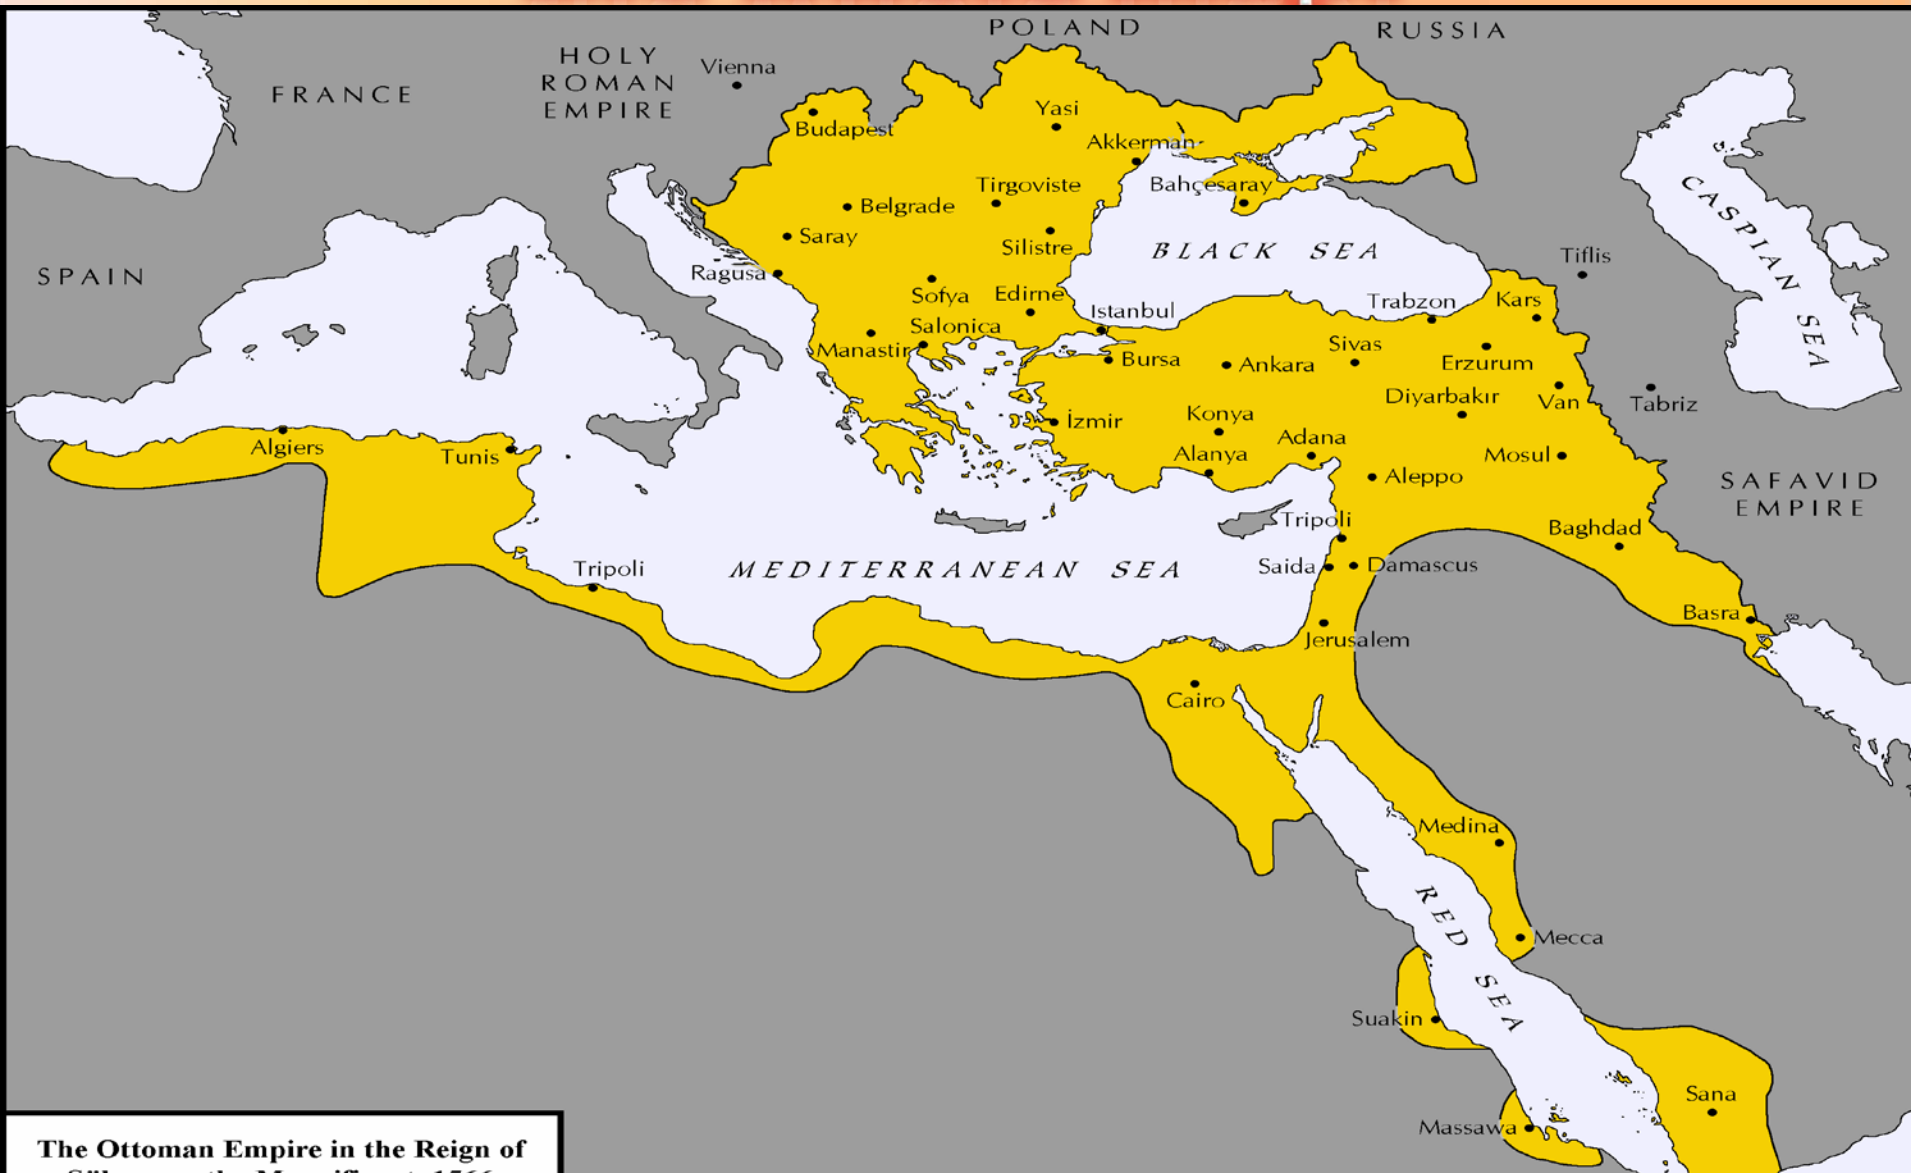 POLAND
RUSSIA
HOLY
ROMAN
EMPIRE
Vienna
FRANCE
Budapest
Yasi
Akkerman
Tirgoviste
Bahçesaray
Belgrade
Saray
Silistre
BLACK SEA
CASPIAN SEA
SPAIN
Ragusa
Tiflis
Sofya
Edirne
Istanbul
Trabzon
Kars
Salonica
Manastir
Bursa
Ankara
Sivas
Erzurum
Diyarbakır
Van
Tabriz
İzmir
Konya
Adana
Alanya
Mosul
Aleppo
Algiers
Tunis
SAFAVID
EMPIRE
Tripoli
Baghdad
Tripoli
MEDITERRANEAN SEA
Saida
Damascus
Basra
Jerusalem
Cairo
Medina
RED SEA
Mecca
Suakin
Sana
Massawa
The Ottoman Empire in the Reign of
the Magnificent, 1566